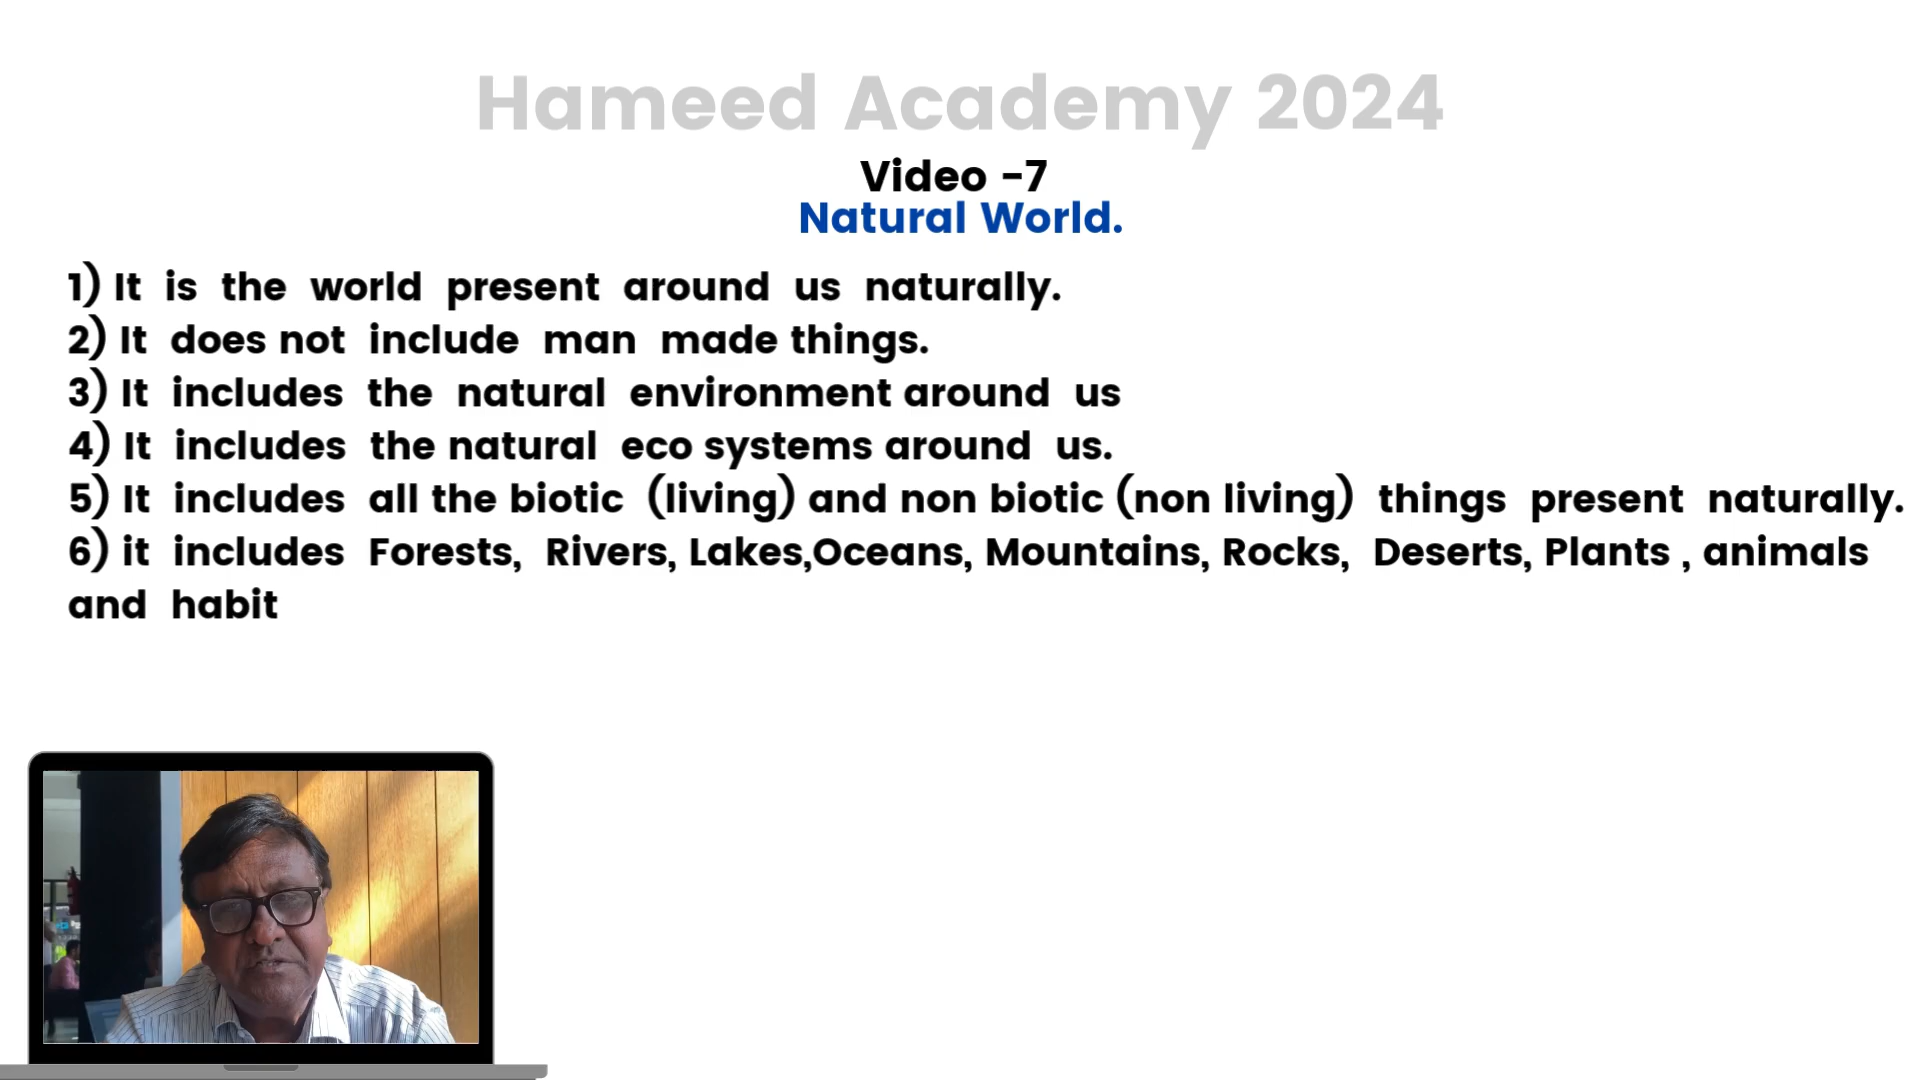 Hameed Academy 2024
Video -7
Natural World.
1) It is the world present around us naturally.
2) It does not include man made things.
3) It includes the natural environment around us
4) It includes the natural eco systems around us.
5) It includes all the biotic (living) and non biotic (non living) things present naturally.
6) it includes Forests, Rivers, Lakes,Oceans, Mountains, Rocks, Deserts, Plants , animals
and habit